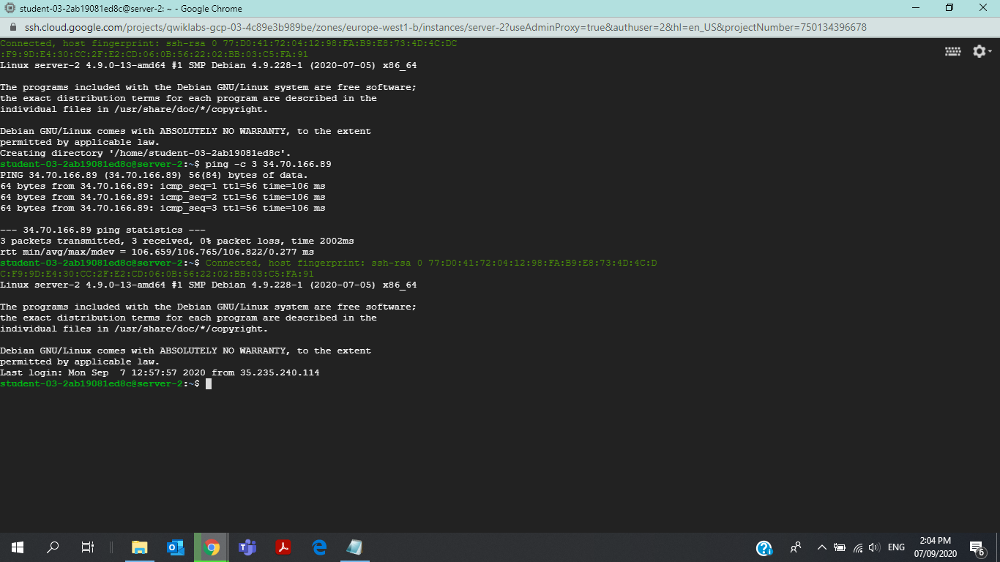 student-03-2ab19081ed8c@server-2: ~ - Google Chrome
ssh.cloud.google.com/projects/qwiklabs-gcp-03-4c89e3b989be/zones/europe-west1-b/instances/server-2?useAdminProxy=true&authuser=2&hl=en_US&projectNumber=750134396678
Connected, host fingerprint: ssh-rsa 0 77:D0:41:72:04:12:98:FA:B9:E8:73:4D:4C:DC
:F9:9D:E4:30:CC:2F:E2:CD:06:0B:56:22:02:BB:03:C5:FA:91
Linux server-2 4.9.0-13-amd64 #1 SMP Debian 4.9.228-1 (2020-07-05) x86_64
The programs included with the Debian GNU/Linux system are free software;
the exact distribution terms for each program are described in the
individual files in /usr/share/doc/*/copyright.
Debian GNU/Linux comes with ABSOLUTELY NO WARRANTY, to the extent
permitted by applicable law.
Creating directory '/home/student-03-2ab19081ed8c'.
student-03-2ab19081ed8c@server-2:~$ ping -c 3 34.70.166.89
PING 34.70.166.89 (34.70.166.89) 56(84) bytes of data.
64 bytes from 34.70.166.89: icmp_seq=1 ttl=56 time=106 ms
64 bytes from 34.70.166.89: icmp_seq=2 ttl=56 time=106 ms
64 bytes from 34.70.166.89: icmp_seq=3 ttl=56 time=106 ms
--- 34.70.166.89 ping statistics ---
3 packets transmitted, 3 received, 0% packet loss, time 2002ms
rtt min/avg/max/mdev = 106.659/106.765/106.822/0.277 ms
student-03-2ab19081ed8c@server-2:~$ Connected, host fingerprint: ssh-rsa 0 77:D0:41:72:04:12:98:FA:B9:E8:73:4D:4C:D
C:F9:9D:E4:30:CC:2F:E2:CD:06:0B:56:22:02:BB:03:C5:FA:91
Linux server-2 4.9.0-13-amd64 #1 SMP Debian 4.9.228-1 (2020-07-05) x86_64
The programs included with the Debian GNU/Linux system are free software;
the exact distribution terms for each program are described in the
individual files in /usr/share/doc/*/copyright.
Debian GNU/Linux comes with ABSOLUTELY NO WARRANTY, to the extent
permitted by applicable law.
Last login: Mon Sep  7 12:57:57 2020 from 35.235.240.114
student-03-2ab19081ed8c@server-2:~$
ENG
2:04 PM
07/09/2020
6